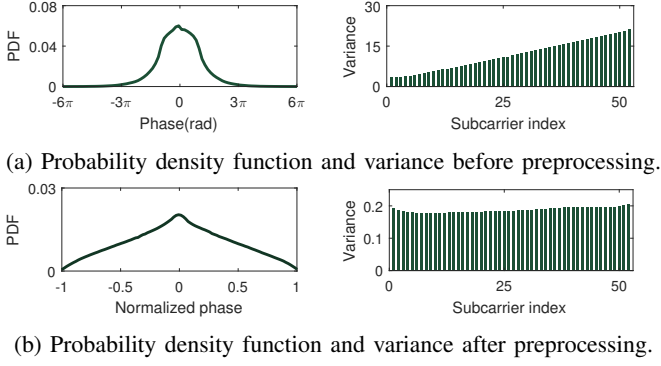 0.08
0.04
0
PDF
-6π -3π 0 3π 6π
Phase(rad)
30
15
0
Variance
25 50
Subcarrier index
(a) Probability density function and variance before preprocessing.
0.03
0
PDF
-1 -0.5 0 0.5 1
Normalized phase
0.2
0.1
0
Variance
0 25 50
Subcarrier index
(b) Probability density function and variance after preprocessing.